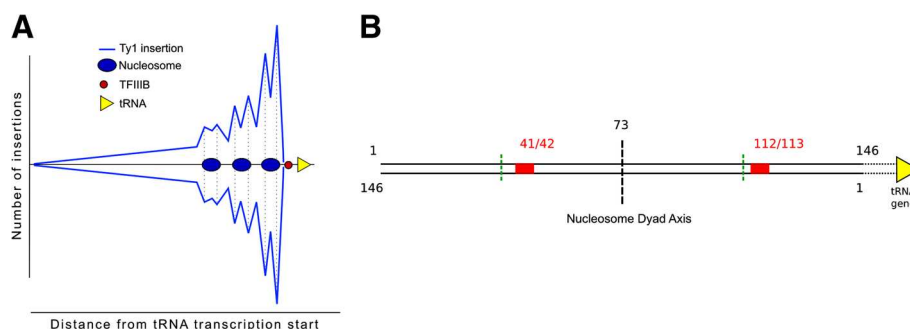 A
Ty1 insertion
Nucleosome
TFIIIB
tRNA
Number of insertions
Distance from tRNA transcription start
B
73
41/42
112/113
1
146
146
1
Nucleosome Dyad Axis
tRNA
gen